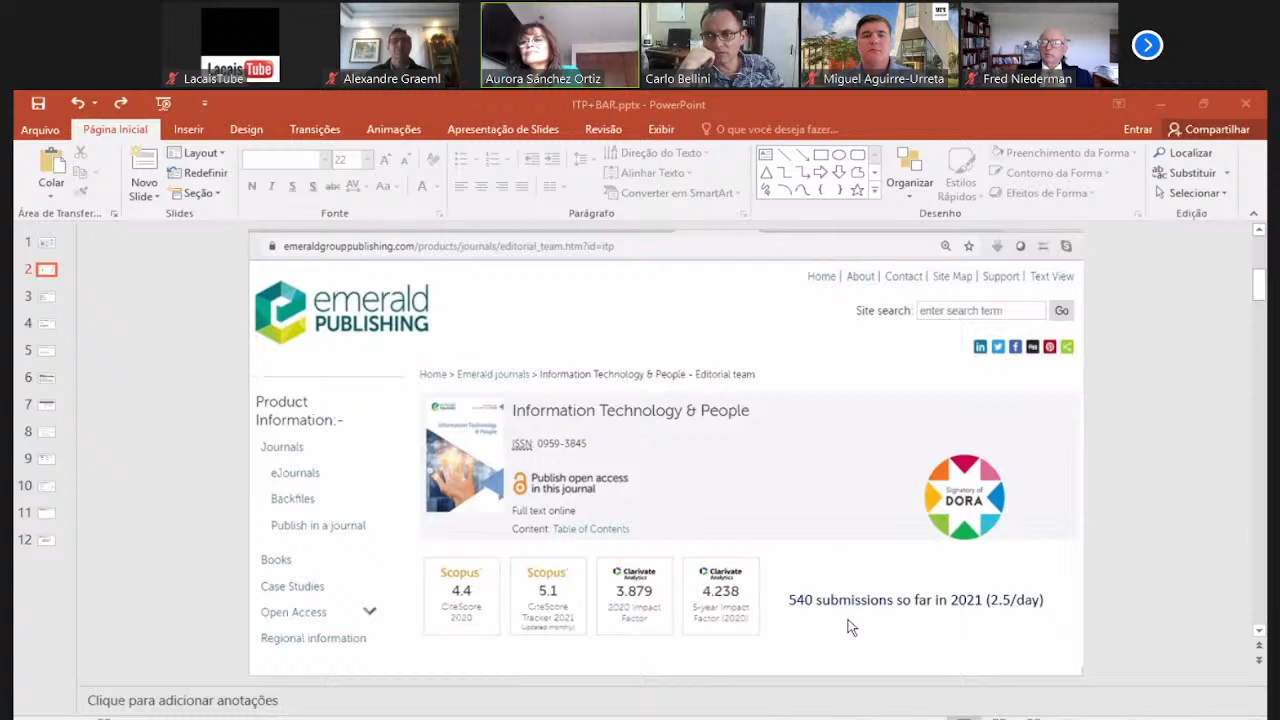 LacaisTube
Tube
Alexandre Graeml
Aurora Sánchez Ortiz
Carlo Bellini
Miguel Aguirre-Urreta
Fred Niederman
ITP+BAR.pptx - PowerPoint
Arquivo
Página Inicial
Inserir
Design
Transições
Animações
Apresentação de Slides
Revisão
Exibir
O que você deseja fazer...
Entrar
Compartilhar
Colar
Área de Transfer...
Novo
Slide
Layout
Redefinir
Seção
Slides
22
N I S S abc AV Aa A
Fonte
Direção do Texto
Alinhar Texto
Converter em SmartArt
Parágrafo
Organizar
Estilos
Rápidos
Preenchimento da Forma
Contorno da Forma
Efeitos de Forma
Desenho
Localizar
Substituir
Selecionar
Edição
1
2
3
4
5
6
7
8
9
10
11
12
emeraldgrouppublishing.com/products/journals/editorial_team.htm?id=itp
emerald
PUBLISHING
Home | About | Contact | Site Map | Support | Text View
Site search: enter search term Go
Home > Emerald journals > Information Technology & People - Editorial team
Product
Information:-
Journals
eJournals
Backfiles
Publish in a journal
Books
Case Studies
Open Access
Regional information
Information Technology & People
ISSN: 0959-3845
Publish open access
in this journal
Full text online
Content: Table of Contents
Signatory of
DORA
Scopus
4.4
CiteScore
2020
Scopus
5.1
CiteScore
Tracker 2021
(updated monthly)
Clarivate
Analytics
3.879
2020 Impact
Factor
Clarivate
Analytics
4.238
5-year Impact
Factor (2020)
540 submissions so far in 2021 (2.5/day)
Clique para adicionar anotações